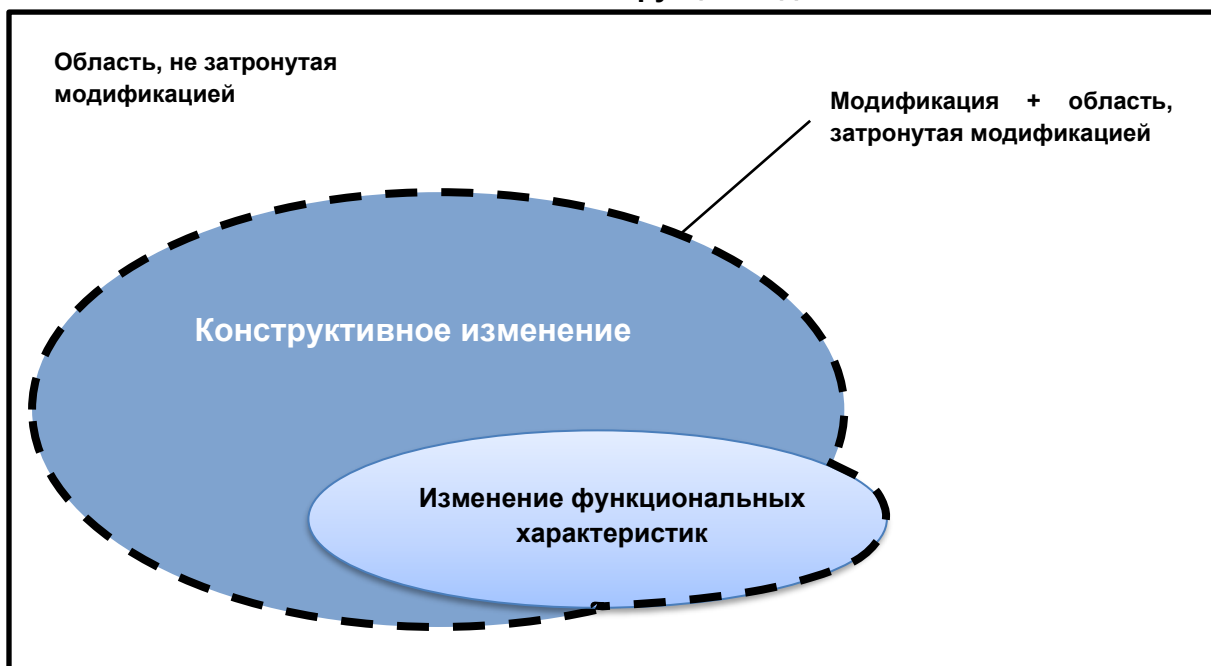 Область, не затронутая
модификацией
Модификация + область,
затронутая модификацией
Конструктивное изменение
Изменение функциональных
характеристик